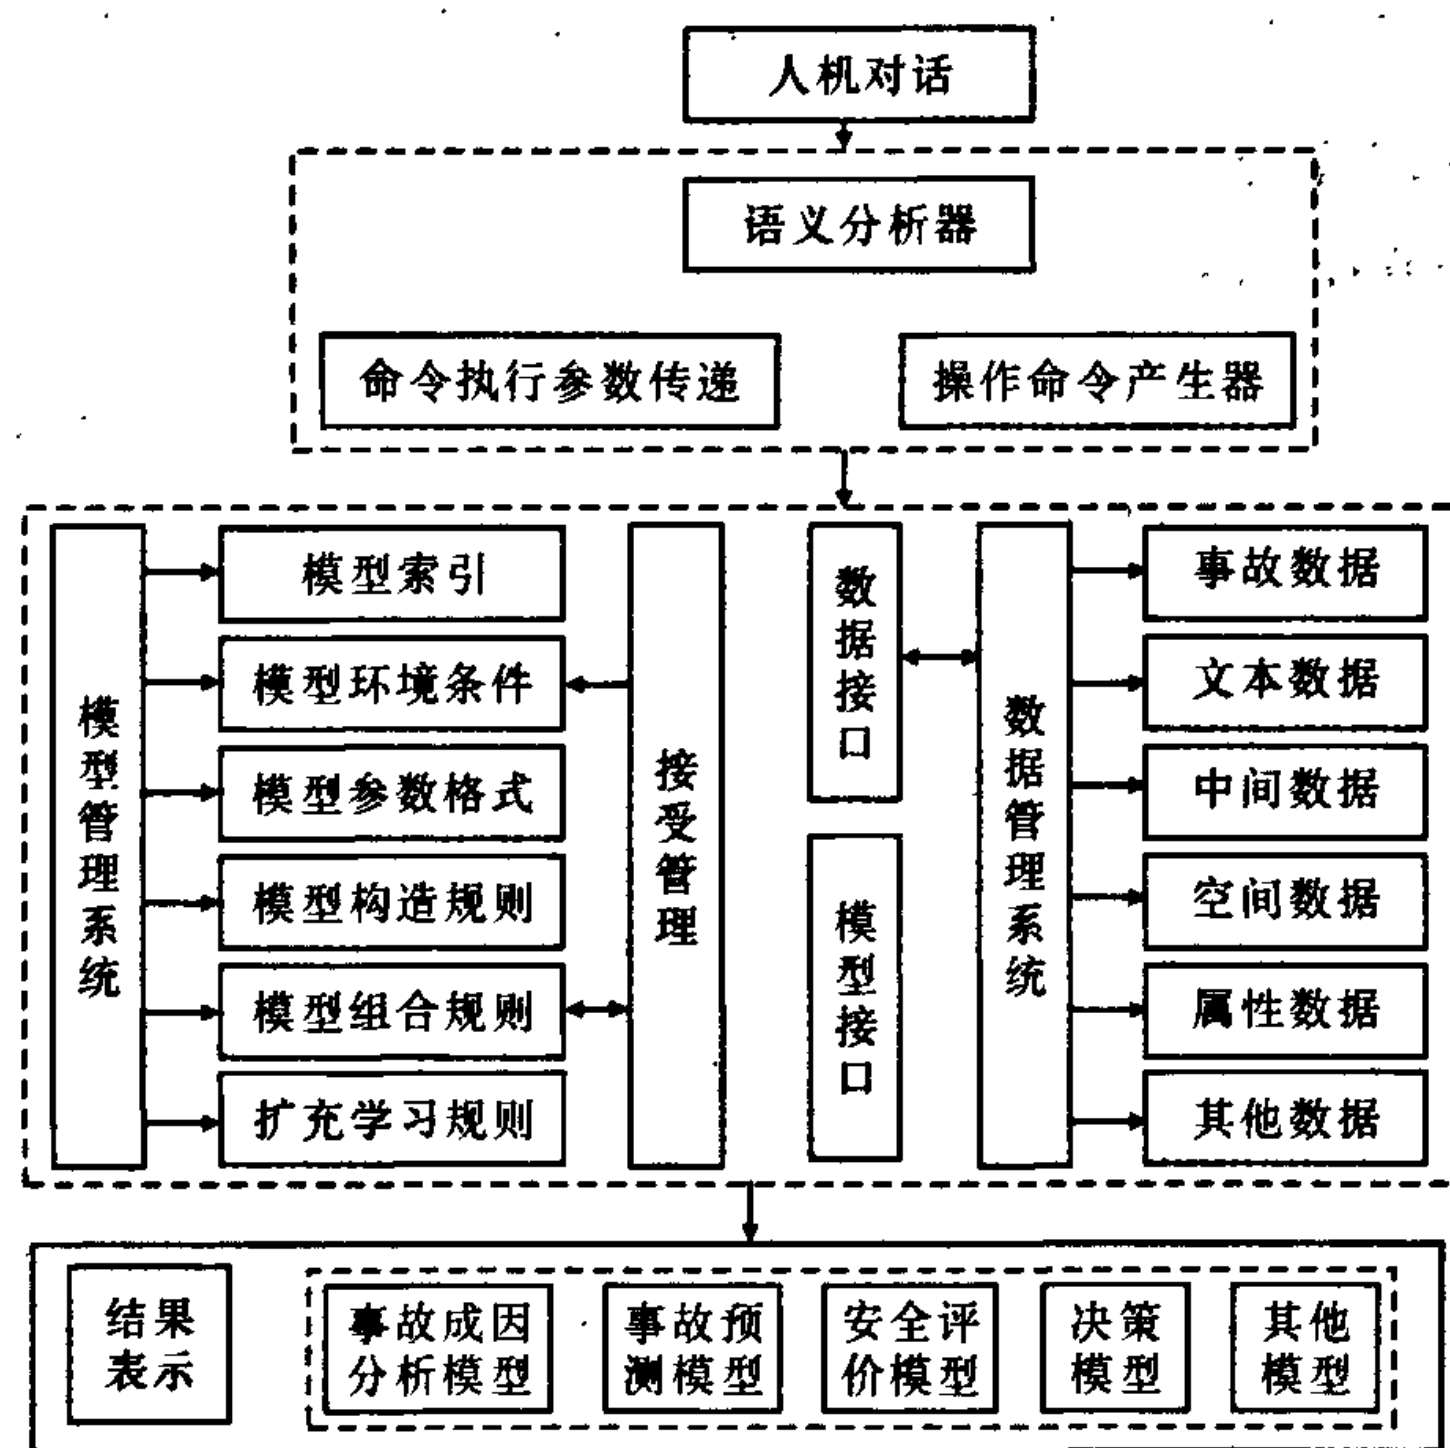 人机对话
语义分析器
命令执行参数传递
操作命令产生器
模型管理系统
模型索引
模型环境条件
模型参数格式
模型构造规则
模型组合规则
扩充学习规则
接受管理
数据接口
模型接口
数据管理系统
事故数据
文本数据
中间数据
空间数据
属性数据
其他数据
结果
表示
事故成因
分析模型
事故预
测模型
安全评
价模型
决策
模型
其他
模型